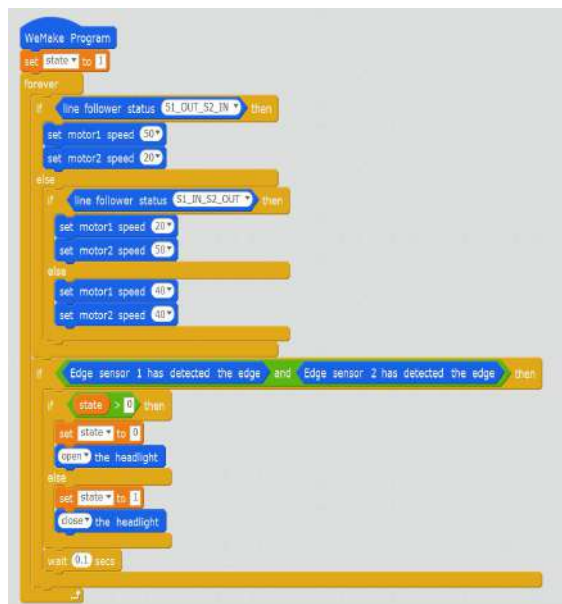 WeMake Program
set state to 1
forever
if line follower status S1_OUT_S2_IN then
set motor1 speed 50
set motor2 speed 20
else
if line follower status S1_IN_S2_OUT then
set motor1 speed 20
set motor2 speed 50
else
set motor1 speed 40
set motor2 speed 40
if Edge sensor 1 has detected the edge and Edge sensor 2 has detected the edge then
if state > 0 then
set state to 0
open the headlight
else
set state to 1
close the headlight
wait 0.1 secs